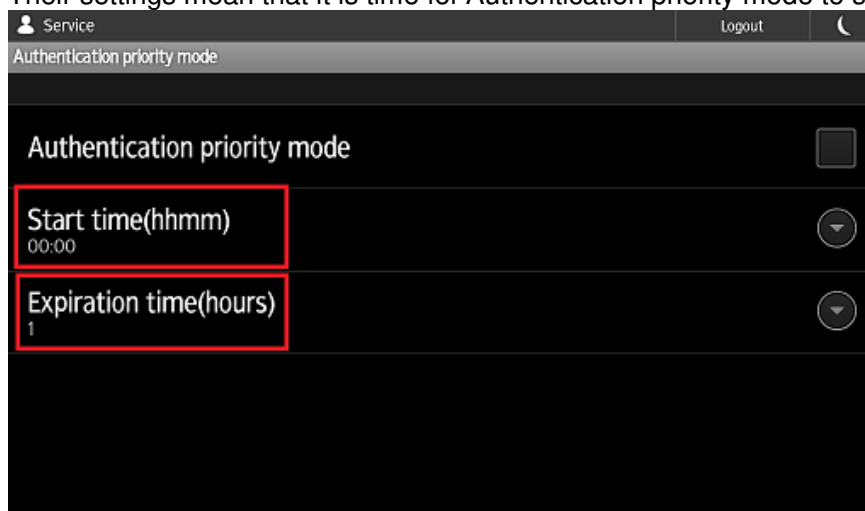 Their settings mean that it is time for Authentication priority mode to s
Service
Logout
Authentication priority mode
Authentication priority mode
Start time(hhmm)
00:00
Expiration time(hours)
1